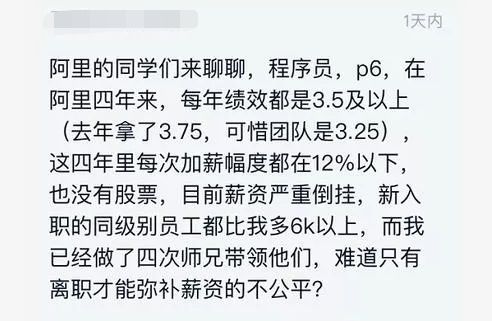 1天内
阿里的同学们来聊聊，程序员，p6，在
阿里四年来，每年绩效都是3.5及以上
（去年拿了3.75，可惜团队是3.25），
这四年里每次加薪幅度都在12%以下，
也没有股票，目前薪资严重倒挂，新入
职的同级别员工都比我多6k以上，而我
已经做了四次师兄带领他们，难道只有
离职才能弥补薪资的不公平？